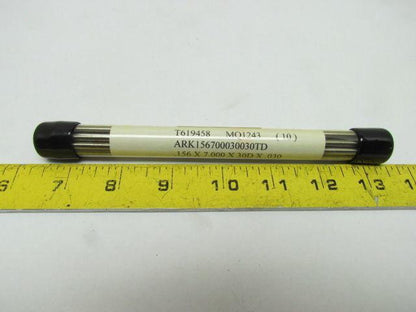 T619458 MO1243 (10)
ARK156700030030TD
.156 X 7.000 X 30D X .030
6 7 8 9 10 11 12 13